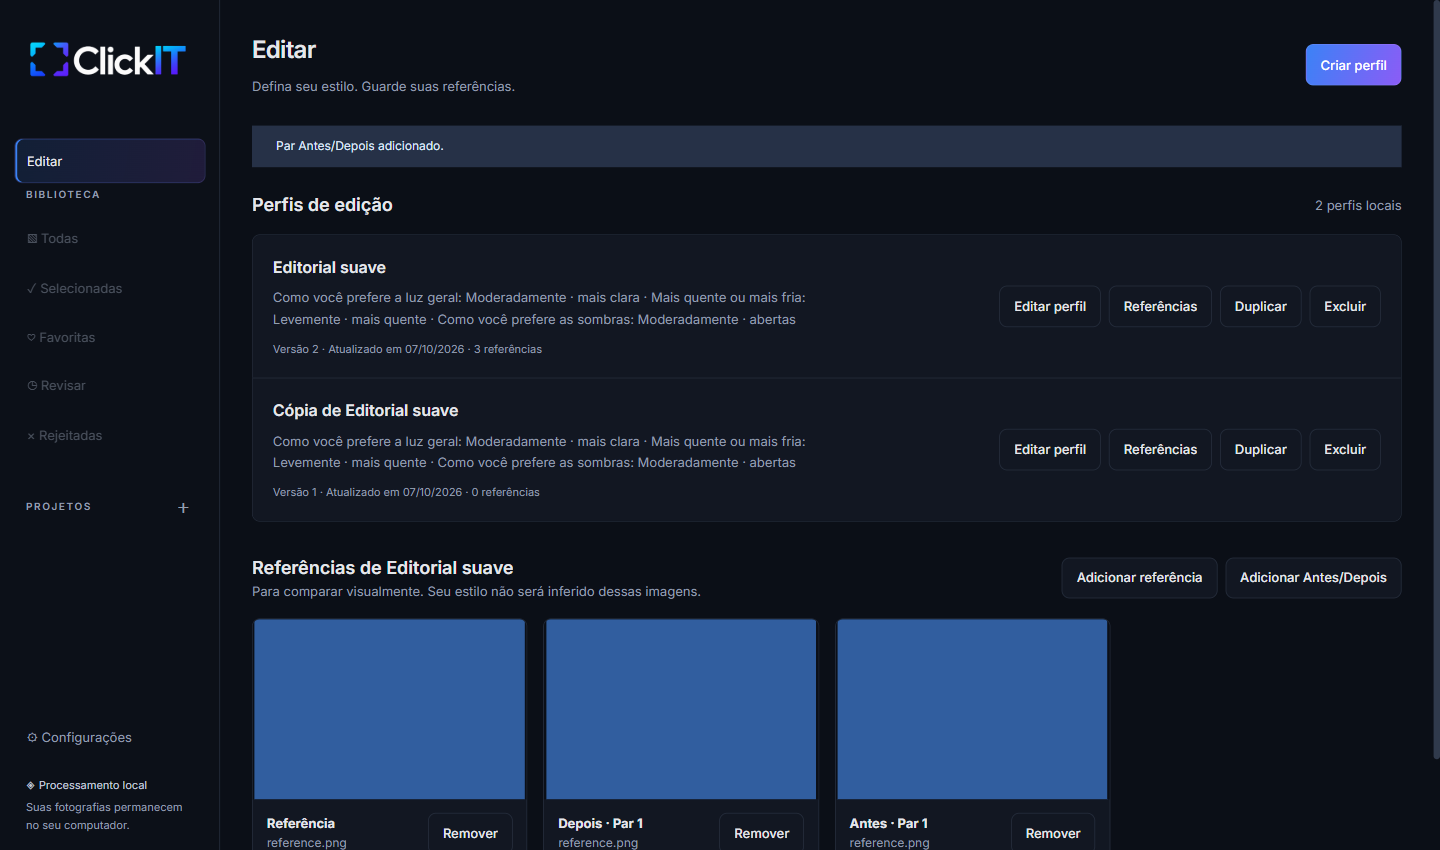 ClickIT
Editar
BIBLIOTECA
Todas
✓ Selecionadas
♡ Favoritas
◷ Revisar
× Rejeitadas
PROJETOS +
⚙ Configurações
◈ Processamento local
Suas fotografias permanecem
no seu computador.
Editar
Defina seu estilo. Guarde suas referências.
Criar perfil
Par Antes/Depois adicionado.
Perfis de edição
2 perfis locais
Editorial suave
Como você prefere a luz geral: Moderadamente · mais clara · Mais quente ou mais fria:
Levemente · mais quente · Como você prefere as sombras: Moderadamente · abertas
Versão 2 · Atualizado em 07/10/2026 · 3 referências
Editar perfil
Referências
Duplicar
Excluir
Cópia de Editorial suave
Como você prefere a luz geral: Moderadamente · mais clara · Mais quente ou mais fria:
Levemente · mais quente · Como você prefere as sombras: Moderadamente · abertas
Versão 1 · Atualizado em 07/10/2026 · 0 referências
Editar perfil
Referências
Duplicar
Excluir
Referências de Editorial suave
Para comparar visualmente. Seu estilo não será inferido dessas imagens.
Adicionar referência
Adicionar Antes/Depois
Referência
reference.png
Remover
Depois · Par 1
reference.png
Remover
Antes · Par 1
reference.png
Remover